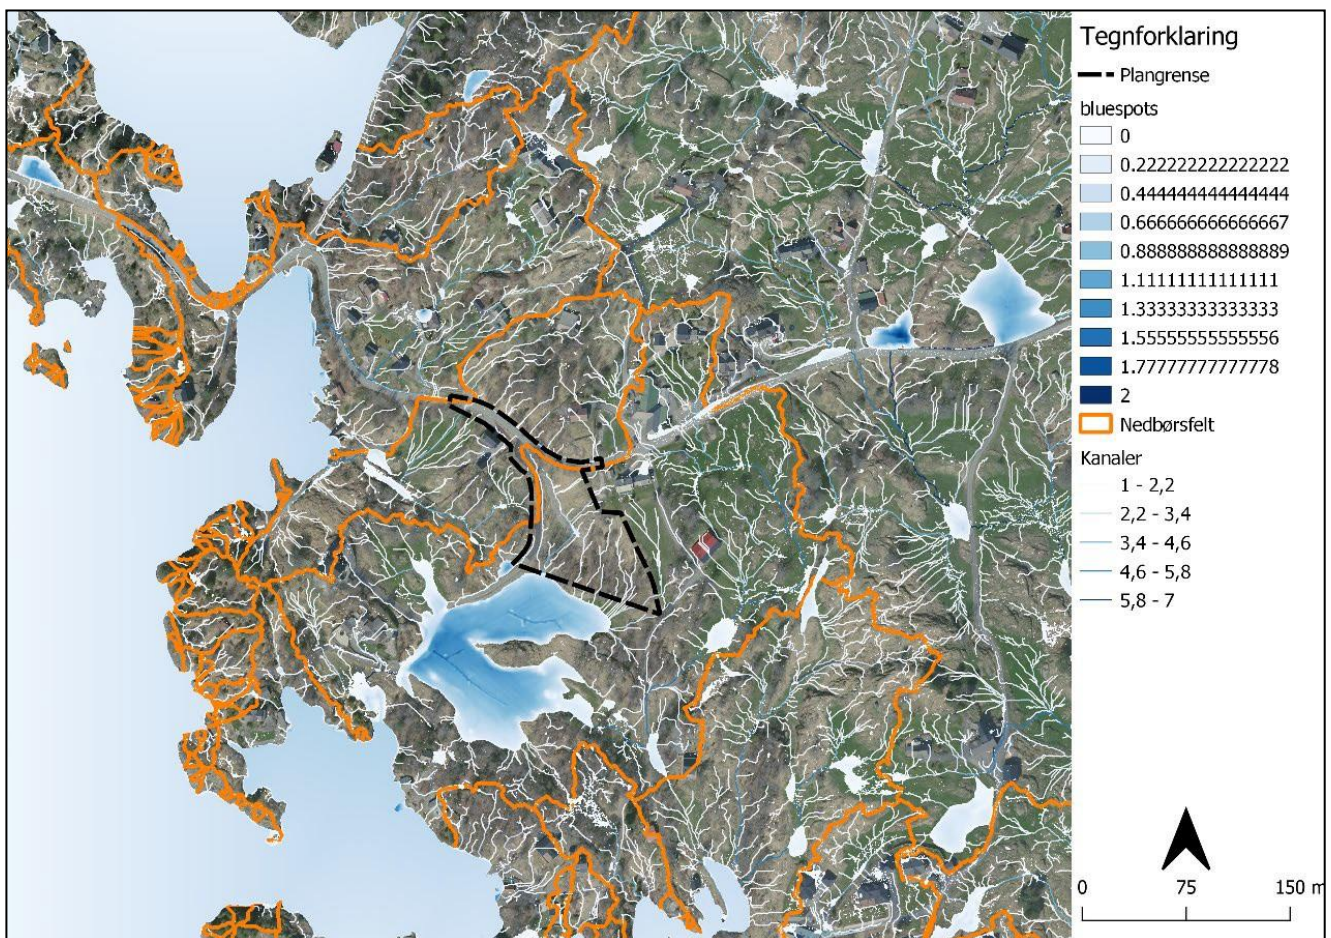 Tegnforklaring
Plangrense
bluespots
0
0.222222222222222
0.444444444444444
0.666666666666667
0.888888888888889
1.11111111111111
1.33333333333333
1.55555555555556
1.77777777777778
2
Nedbørsfelt
Kanaler
1 - 2,2
2,2 - 3,4
3,4 - 4,6
4,6 - 5,8
5,8 - 7
0 75 150 m